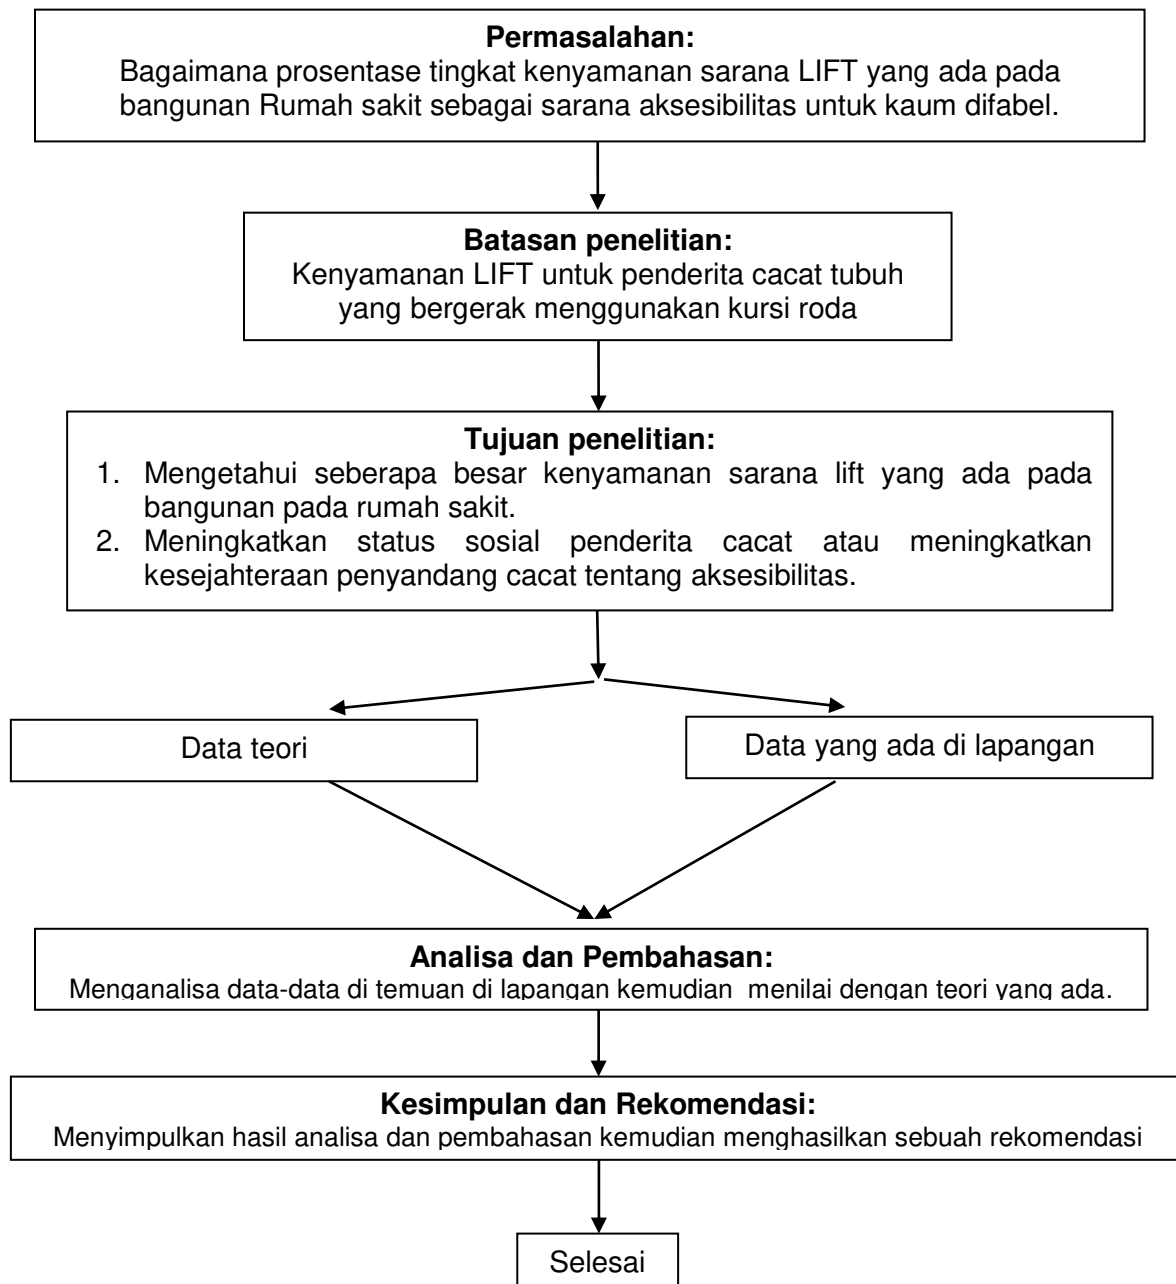 Permasalahan:
Bagaimana prosentase tingkat kenyamanan sarana LIFT yang ada pada
bangunan Rumah sakit sebagai sarana aksesibilitas untuk kaum difabel.
Batasan penelitian:
Kenyamanan LIFT untuk penderita cacat tubuh
yang bergerak menggunakan kursi roda
Tujuan penelitian:
1. Mengetahui seberapa besar kenyamanan sarana lift yang ada pada
bangunan pada rumah sakit.
2. Meningkatkan status sosial penderita cacat atau meningkatkan
kesejahteraan penyandang cacat tentang aksesibilitas.
Data teori
Data yang ada di lapangan
Analisa dan Pembahasan:
Menganalisa data-data di temuan di lapangan kemudian menilai dengan teori yang ada.
Kesimpulan dan Rekomendasi:
Menyimpulkan hasil analisa dan pembahasan kemudian menghasilkan sebuah rekomendasi
Selesai